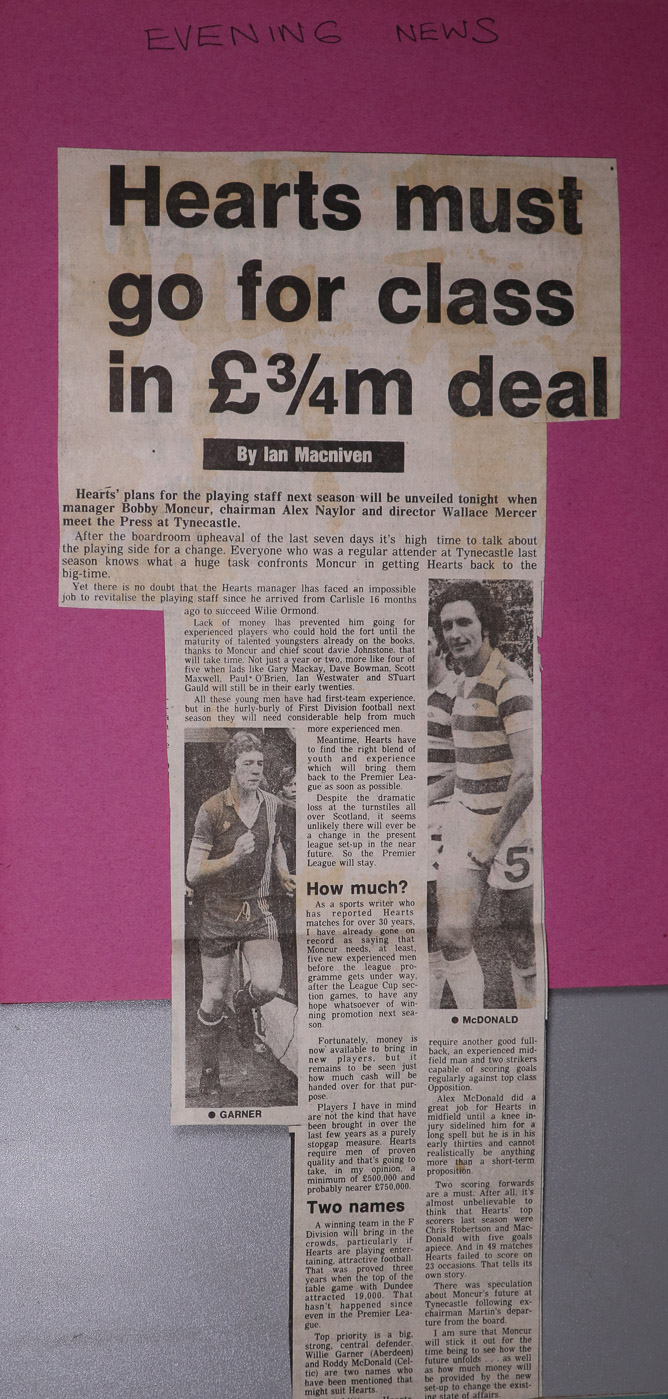 EVENING NEWS
Hearts must
go for class
in £¾m deal
By Ian Macniven
Hearts' plans for the playing staff next season will be unveiled tonight when
manager Bobby Moncur, chairman Alex Naylor and director Wallace Mercer
meet the Press at Tynecastle.
After the boardroom upheaval of the last seven days it's high time to talk about
the playing side for a change. Everyone who was a regular attender at Tynecastle last
season knows what a huge task confronts Moncur in getting Hearts back to the
big-time.
Yet there is no doubt that the Hearts manager lhas faced an impossible
job to revitalise the playing staff since he arrived from Carlisle 16 months
ago to succeed Wilie Ormond.
Lack of money lhas prevented him going for
experienced players who could hold the fort until the
maturity of talented youngsters already on the books,
thanks to Moncur and chief scout davie Johnstone, that
will take time. Not just a year or two, more like four of
five when lads like Gary Mackay, Dave Bowman, Scott
Maxwell, Paul O'Brien, Ian Westwater and STuart
Gauld will still be in their early twenties.
All these young men have had first-team experience,
but in the hurly-burly of First Division football next
season they will need considerable help from much
more experienced men.
Meantime, Hearts have
to find the right blend of
youth and experience
which will bring them
back to the Premier Lea-
gue as soon as possible.
Despite the dramatic
loss at the turnstiles all
over Scotland, it seems
unlikely there will ever be
a change in the present
league set-up in the near
future. So the Premier
League will stay.
How much?
As a sports writer who
has reported Hearts
matches for over 30 years,
I have already gone on
record as saying that
Moncur needs, at least,
five new experienced men
before the league pro-
gramme gets under way,
after the League Cup sec-
tion games, to have any
hope whatsoever of win-
ning promotion next sea-
son.
Fortunately, money is
now available to bring in
new players, but it
remains to be seen just
how much cash will be
handed over for that pur-
pose.
Players I have in mind
are not the kind that have
been brought in over the
last few years as a purely
stopgap measure. Hearts
require men of proven
quality and that's going to
take, in my opinion, a
minimum of £500,000 and
probably nearer £750,000.
Two names
A winning team in the F
Division will bring in the
crowds, particularly if
Hearts are playing enter-
taining, attractive football.
That was proved three
years when the top of the
table game with Dundee
attracted 19,000. That
hasn't happened since
even in the Premier Lea-
gue.
Top priority is a big,
strong, central defender.
Willie Garner (Aberdeen)
and Roddy McDonald (Cel-
tic) are two names who
have been mentioned that
might suit Hearts.
GARNER
5
McDONALD
require another good full-
back, an experienced mid-
field man and two strikers
capable of scoring goals
regularly against top class
Opposition.
Alex McDonald did a
great job for Hearts in
midfield until a knee in-
jury sidelined him for a
long spell but he is in his
early thirties and cannot
realistically be anything
more than a short-term
proposition.
Two scoring forwards
are a must. After all, it's
almost unbelievable to
think that Hearts' top
scorers last season were
Chris Robertson and Mac-
Donald with five goals
apiece. And in 49 matches
Hearts failed to score on
23 occasions. That tells its
own story.
There was speculation
about Moncur's future at
Tynecastle following ex-
chairman Martin's depar-
ture from the board.
I am sure that Moncur
will stick it out for the
time being to see how the
future unfolds . . . as well
as how much money will
be provided by the new
set-up to change the exist-
ing state of affairs.